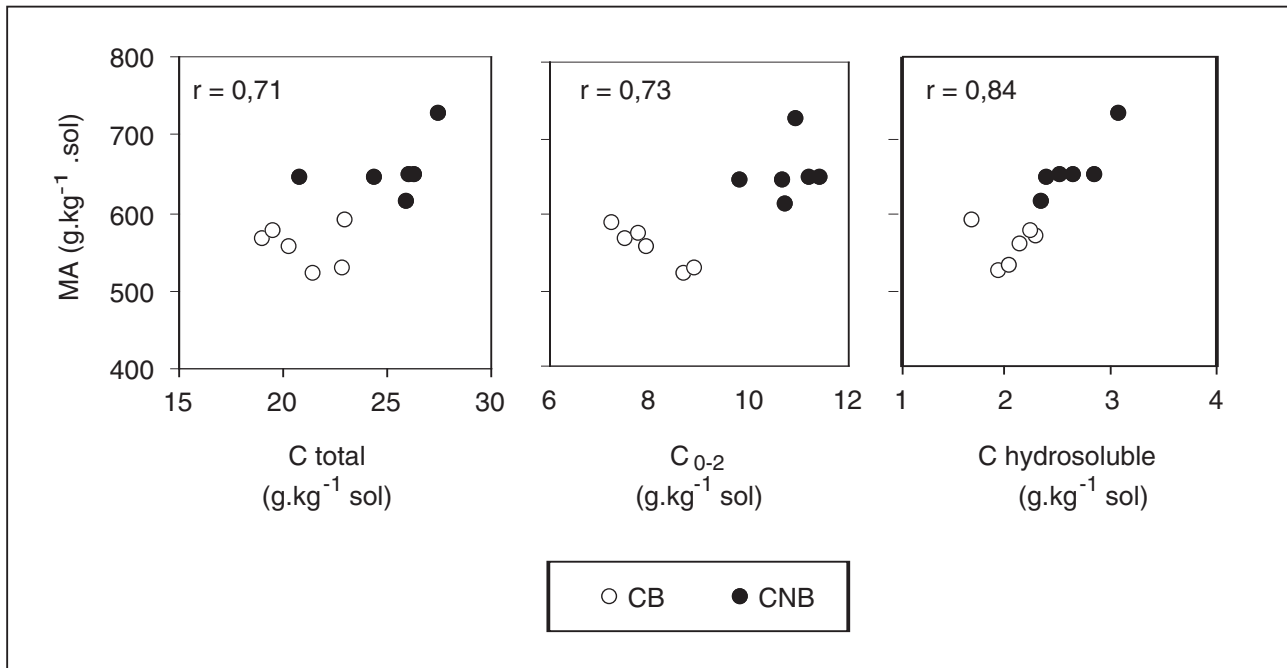 800
700
600
500
400
MA (g.kg⁻¹ .sol)
r = 0,71
15 20 25 30
C total
(g.kg⁻¹ sol)
r = 0,73
6 8 10 12
C₀₋₂
(g.kg⁻¹ sol)
r = 0,84
1 2 3 4
C hydrosoluble
(g.kg⁻¹ sol)
CB CNB